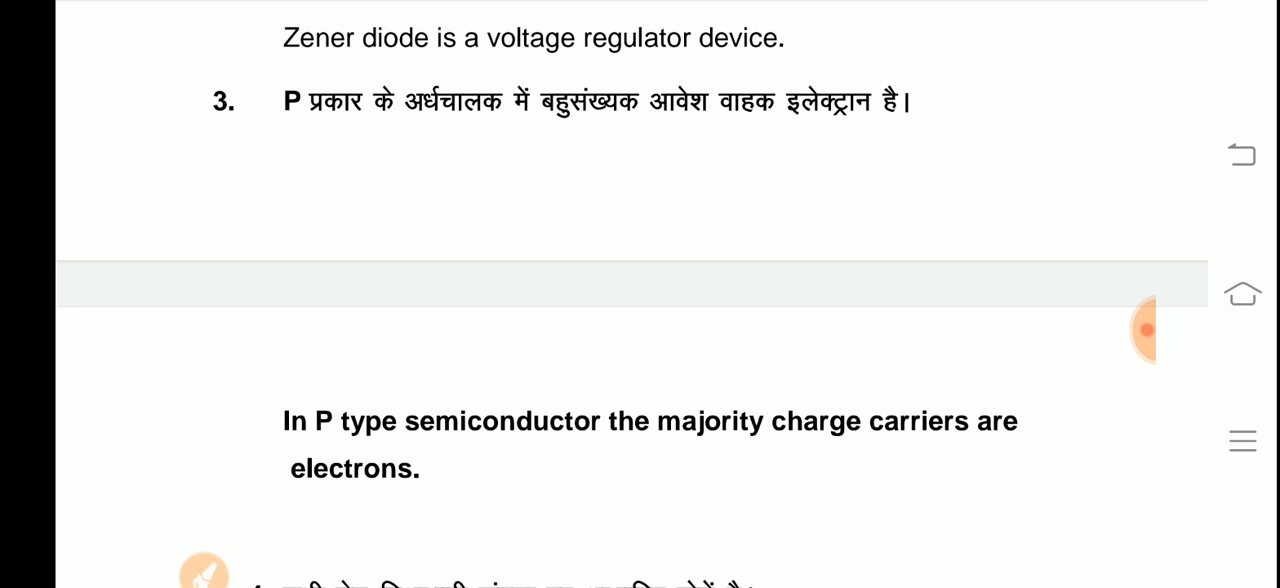 Zener diode is a voltage regulator device.
3. P प्रकार के अर्धचालक में बहुसंख्यक आवेश वाहक इलेक्ट्रान है।
In P type semiconductor the majority charge carriers are
electrons.